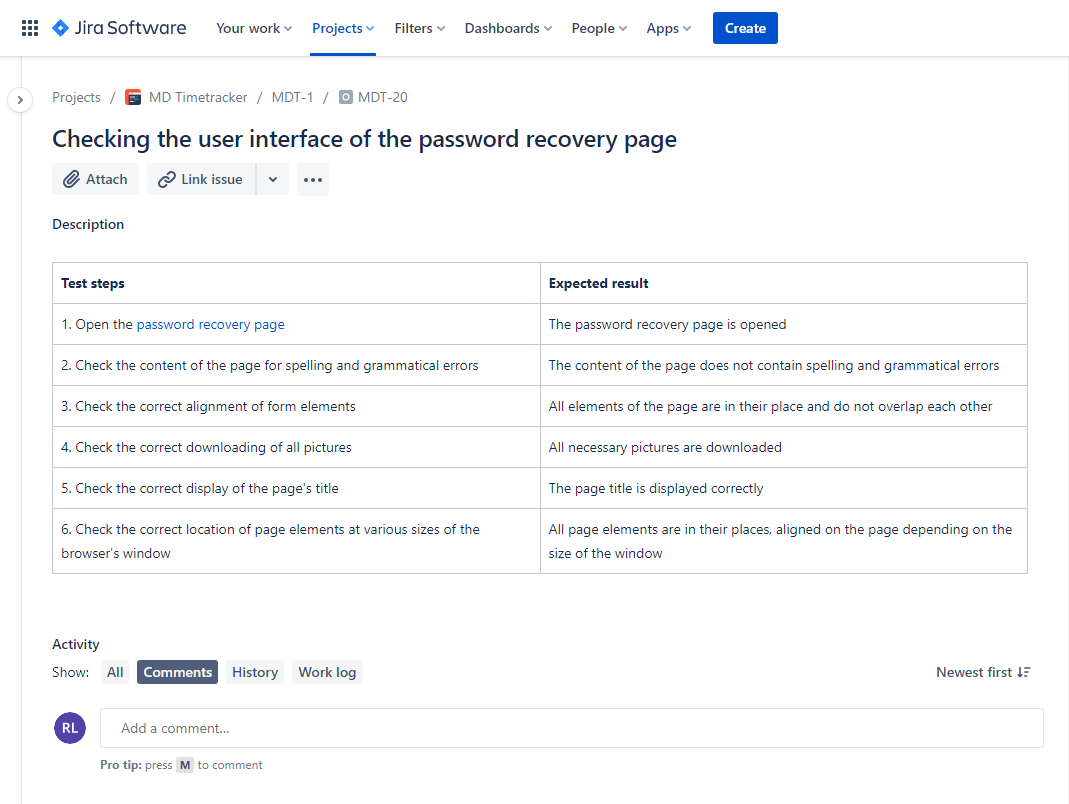 Jira Software Your work Projects Filters Dashboards People Apps Create
Projects / MD Timetracker / MDT-1 / MDT-20
Checking the user interface of the password recovery page
Attach Link issue
Description
Test steps Expected result
1. Open the password recovery page The password recovery page is opened
2. Check the content of the page for spelling and grammatical errors The content of the page does not contain spelling and grammatical errors
3. Check the correct alignment of form elements All elements of the page are in their place and do not overlap each other
4. Check the correct downloading of all pictures All necessary pictures are downloaded
5. Check the correct display of the page's title The page title is displayed correctly
6. Check the correct location of page elements at various sizes of the
browser's window
All page elements are in their places, aligned on the page depending on the
size of the window
Activity
Show: All Comments History Work log Newest first
RL Add a comment...
Pro tip: press M to comment